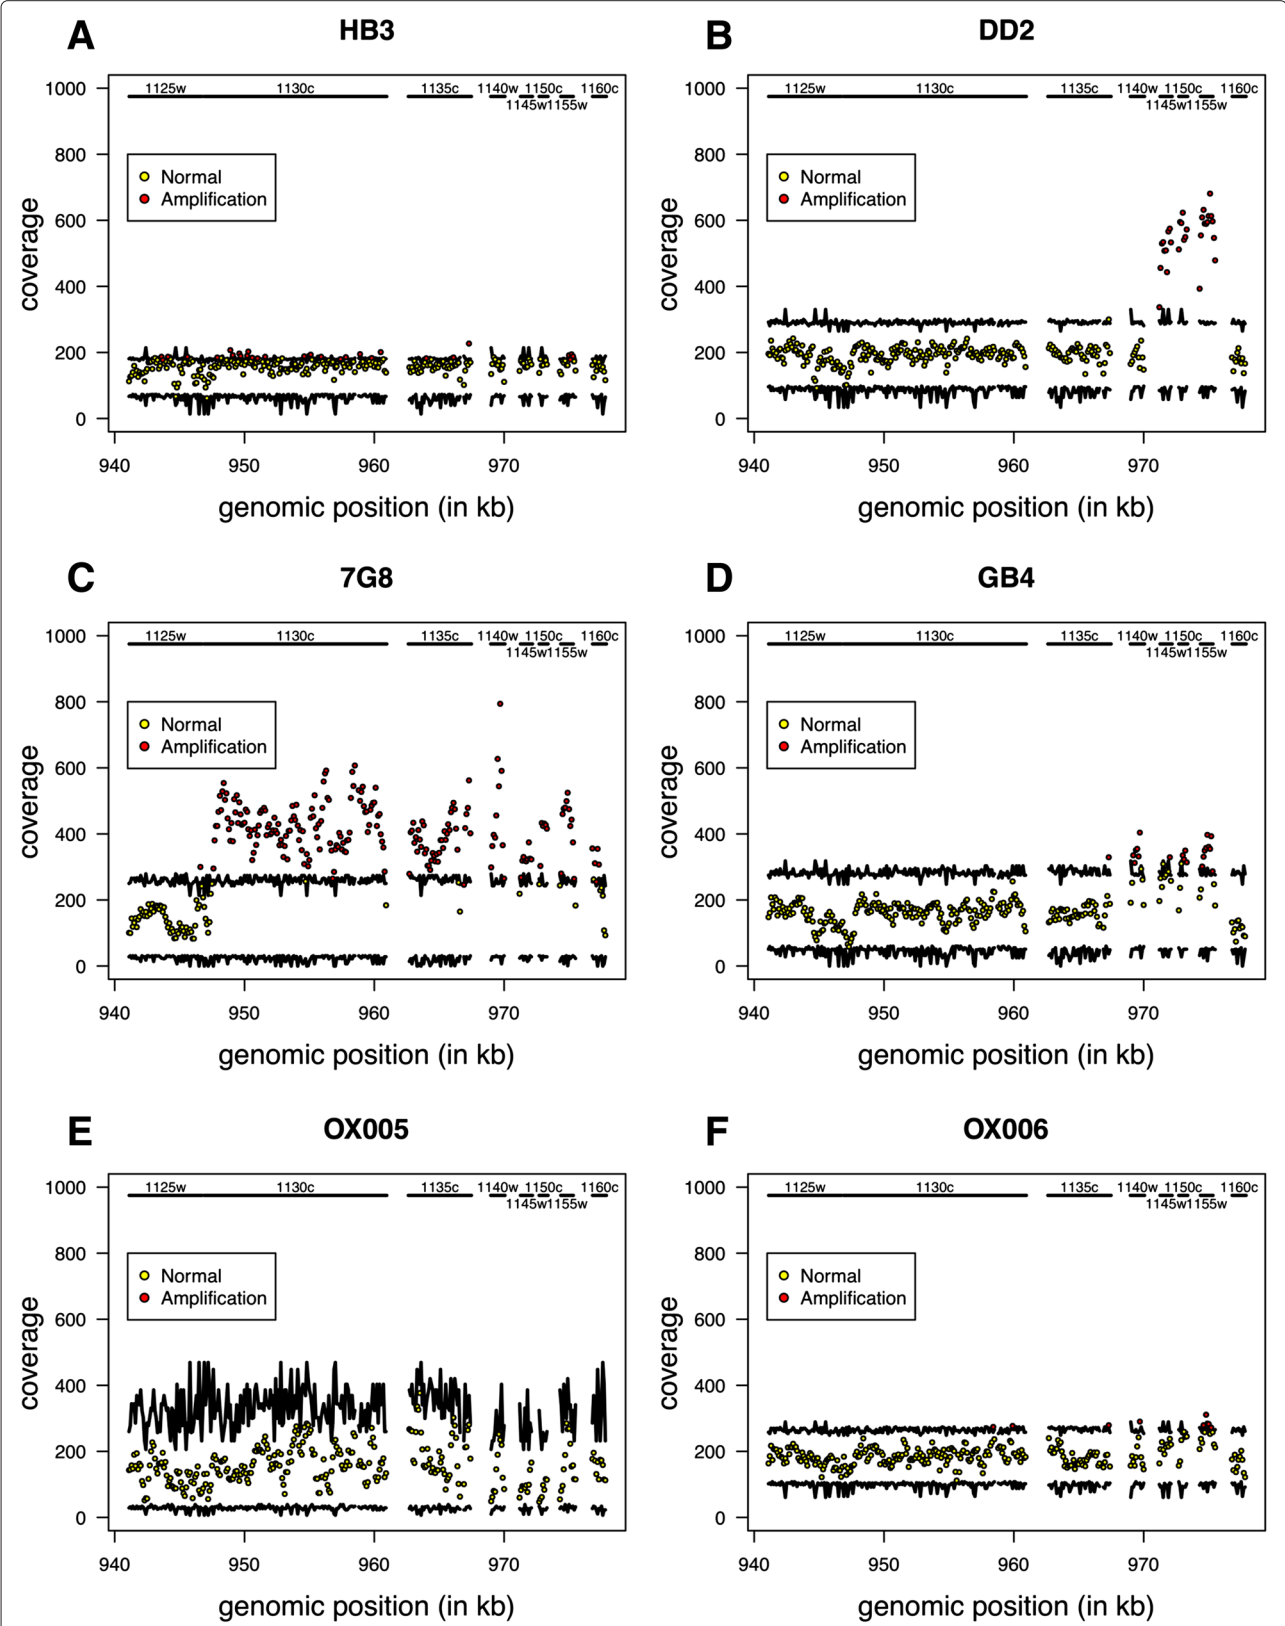 A
HB3
1000
800
600
400
200
0
coverage
1125w 1130c 1135c 1140w 1150c 1160c
1145w 1155w
Normal
Amplification
940 950 960 970
genomic position (in kb)
B
DD2
1000
800
600
400
200
0
coverage
1125w 1130c 1135c 1140w 1150c 1160c
1145w 1155w
Normal
Amplification
940 950 960 970
genomic position (in kb)
C
7G8
1000
800
600
400
200
0
coverage
1125w 1130c 1135c 1140w 1150c 1160c
1145w 1155w
Normal
Amplification
940 950 960 970
genomic position (in kb)
D
GB4
1000
800
600
400
200
0
coverage
1125w 1130c 1135c 1140w 1150c 1160c
1145w 1155w
Normal
Amplification
940 950 960 970
genomic position (in kb)
E
OX005
1000
800
600
400
200
0
coverage
1125w 1130c 1135c 1140w 1150c 1160c
1145w 1155w
Normal
Amplification
940 950 960 970
genomic position (in kb)
F
OX006
1000
800
600
400
200
0
coverage
1125w 1130c 1135c 1140w 1150c 1160c
1145w 1155w
Normal
Amplification
940 950 960 970
genomic position (in kb)